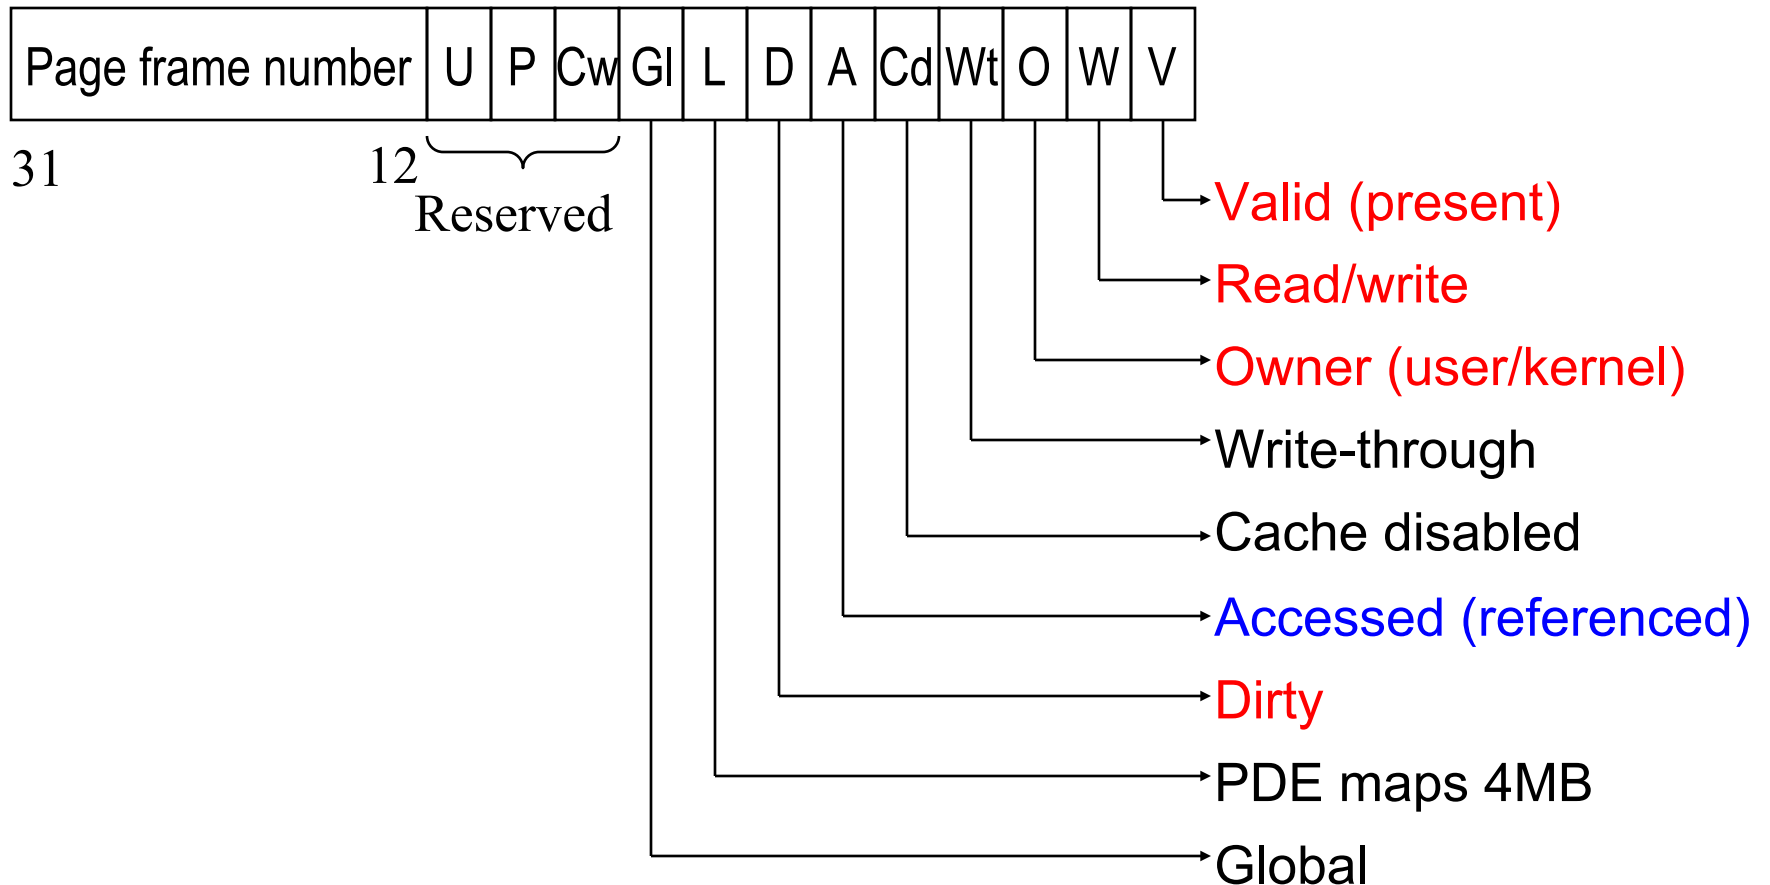 Page frame number U P Cw Gl L D A Cd Wt O W V
31 12
Reserved
Valid (present)
Read/write
Owner (user/kernel)
Write-through
Cache disabled
Accessed (referenced)
Dirty
PDE maps 4MB
Global